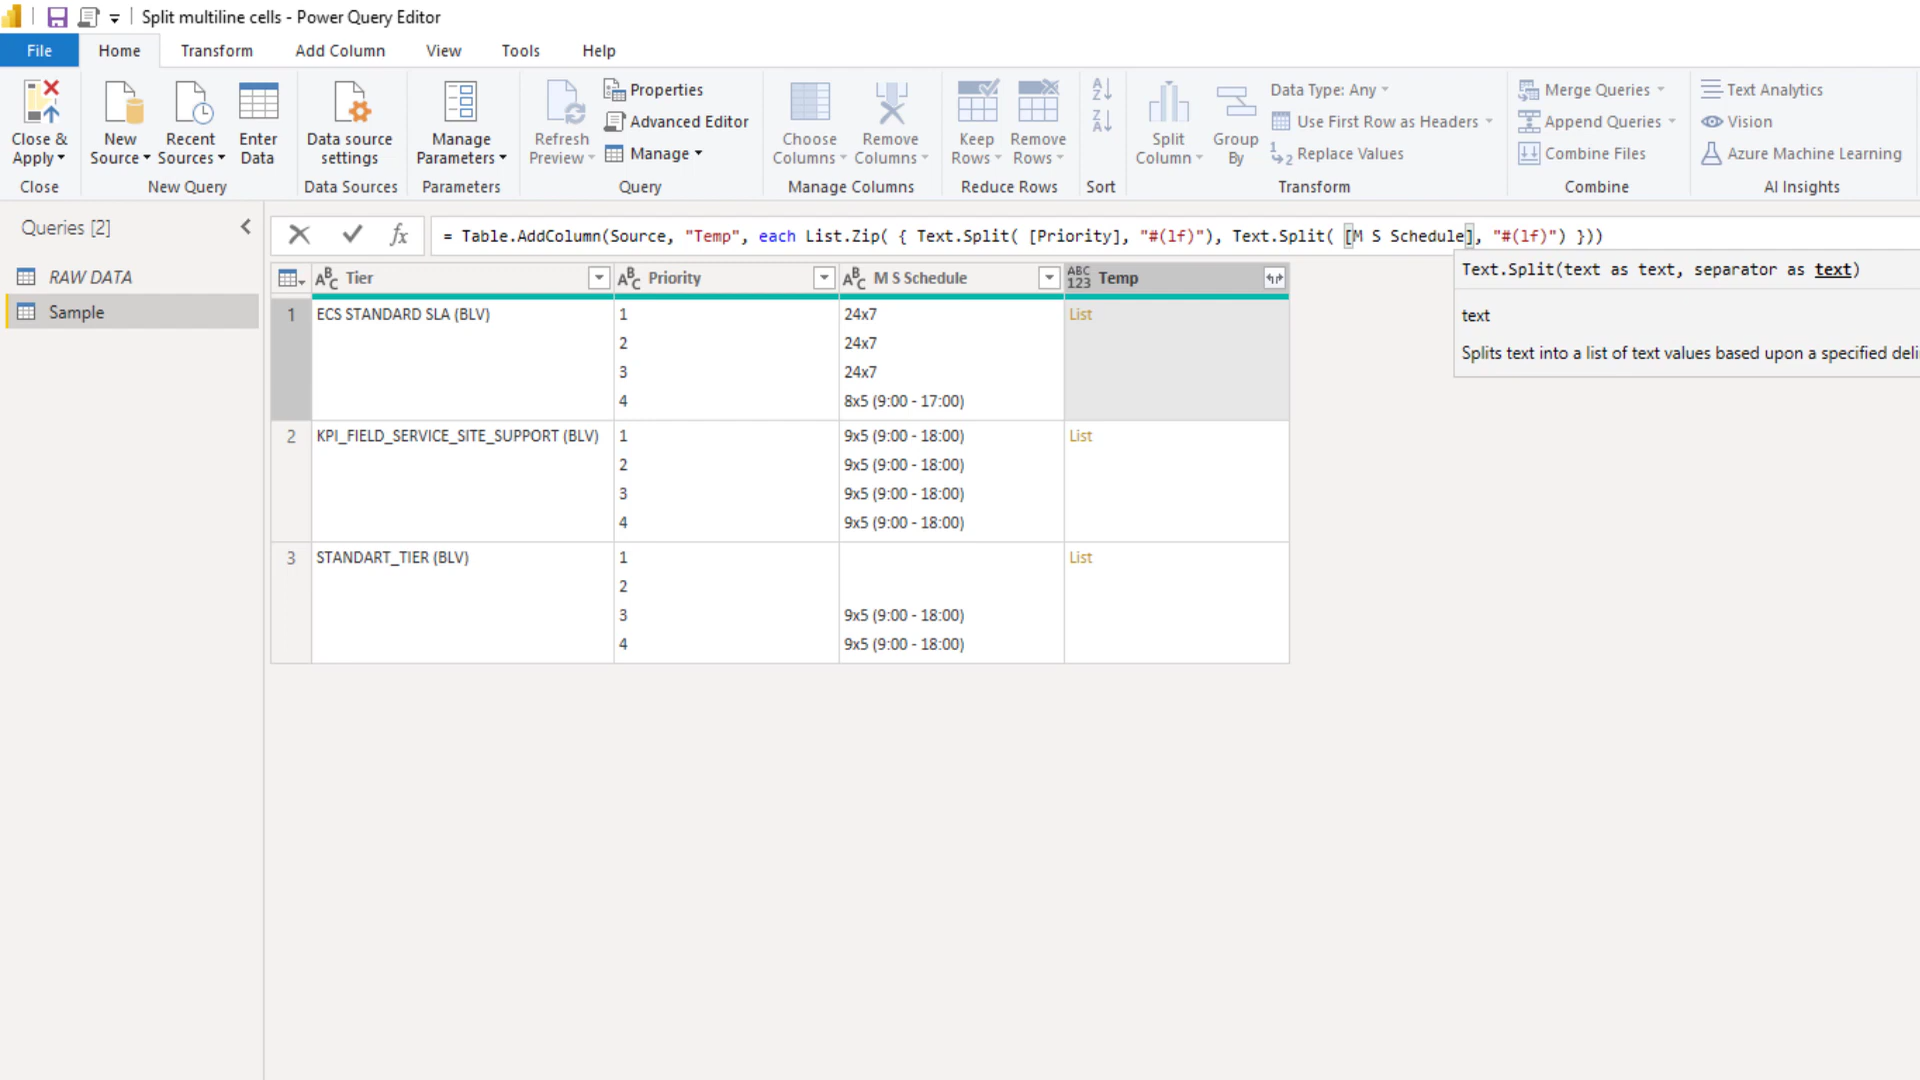 Split multiline cells - Power Query Editor
File Home Transform Add Column View Tools Help
Close & Apply
New Source
Recent Sources
Enter Data
Data source settings
Manage Parameters
Refresh Preview
Properties
Advanced Editor
Manage
Choose Columns
Remove Columns
Keep Rows
Remove Rows
A Z
Z A
Split Column
Group By
Data Type: Any
Use First Row as Headers
1 2 Replace Values
Merge Queries
Append Queries
Combine Files
Text Analytics
Vision
Azure Machine Learning
Close
New Query
Data Sources
Parameters
Query
Manage Columns
Reduce Rows
Sort
Transform
Combine
AI Insights
Queries [2]
RAW DATA
Sample
fx = Table.AddColumn(Source, "Temp", each List.Zip( { Text.Split( [Priority], "#(lf)"), Text.Split( [M S Schedule], "#(lf)") }))
Text.Split(text as text, separator as text)
text
Splits text into a list of text values based upon a specified deli
ABC Tier ABC Priority ABC M S Schedule ABC 123 Temp
1 ECS STANDARD SLA (BLV) 1 24x7 List
2 24x7
3 24x7
4 8x5 (9:00 - 17:00)
2 KPI_FIELD_SERVICE_SITE_SUPPORT (BLV) 1 9x5 (9:00 - 18:00) List
2 9x5 (9:00 - 18:00)
3 9x5 (9:00 - 18:00)
4 9x5 (9:00 - 18:00)
3 STANDART_TIER (BLV) 1 List
2
3 9x5 (9:00 - 18:00)
4 9x5 (9:00 - 18:00)